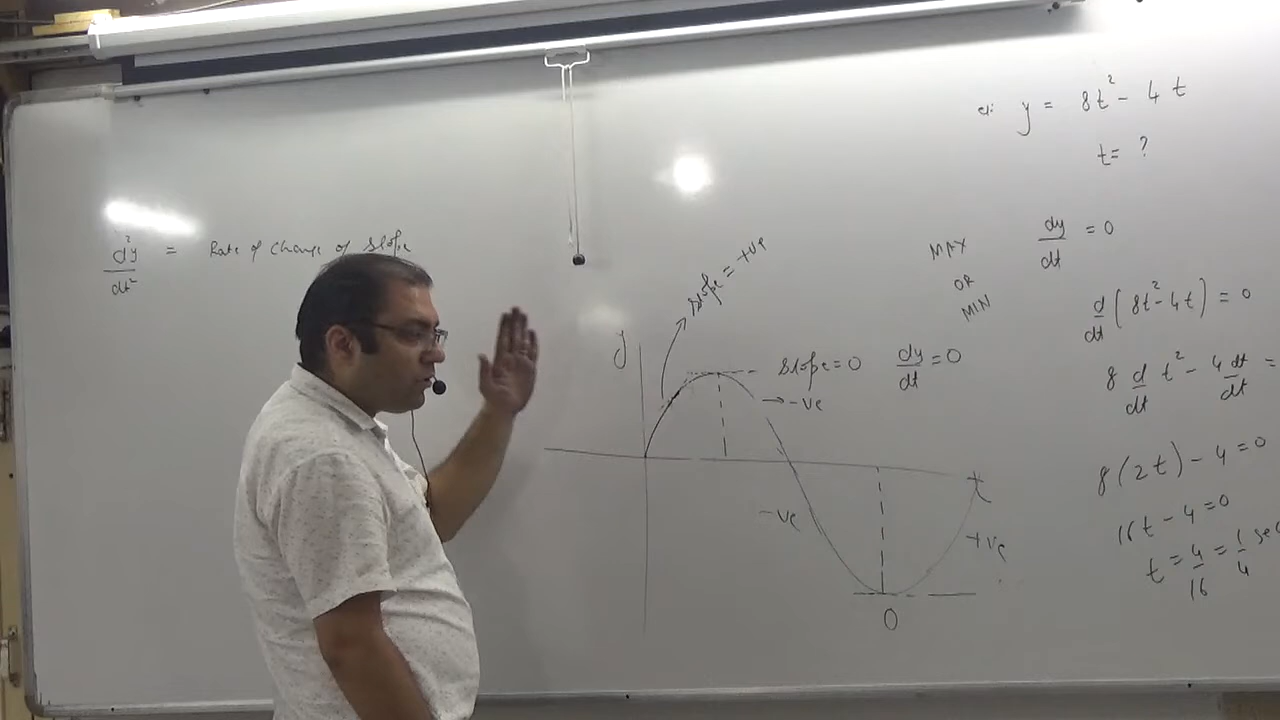 d²y/dt² = Rate of change of slope
y
slope = +ve
slope = 0 dy/dt = 0
→ -ve
-ve
t
+ve
0
MAX
OR
MIN
ex: y = 8t² - 4t
t = ?
dy/dt = 0
d/dt (8t² - 4t) = 0
8 d/dt t² - 4 dt/dt =
8(2t) - 4 = 0
16t - 4 = 0
t = 4/16 = 1/4 sec